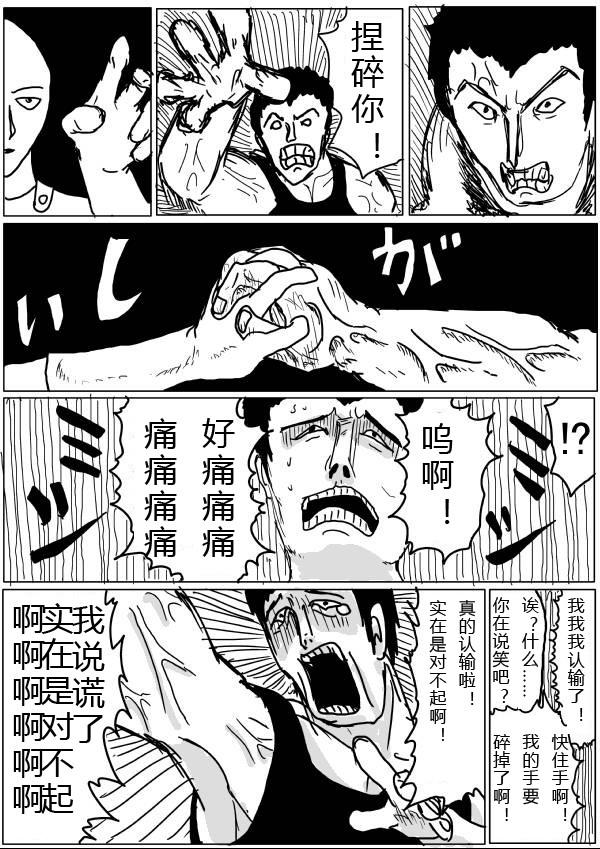 捏碎你！
がしい
!?
ミシ
呜啊！
好痛痛痛
痛痛痛痛
ミシ
我我我认输了！
诶？什么……
你在说笑吧？
快住手啊！
我的手要
碎掉了啊！
真的认输啦！
实在是对不起啊！
我说谎了
实在是对不起
啊啊啊啊啊啊